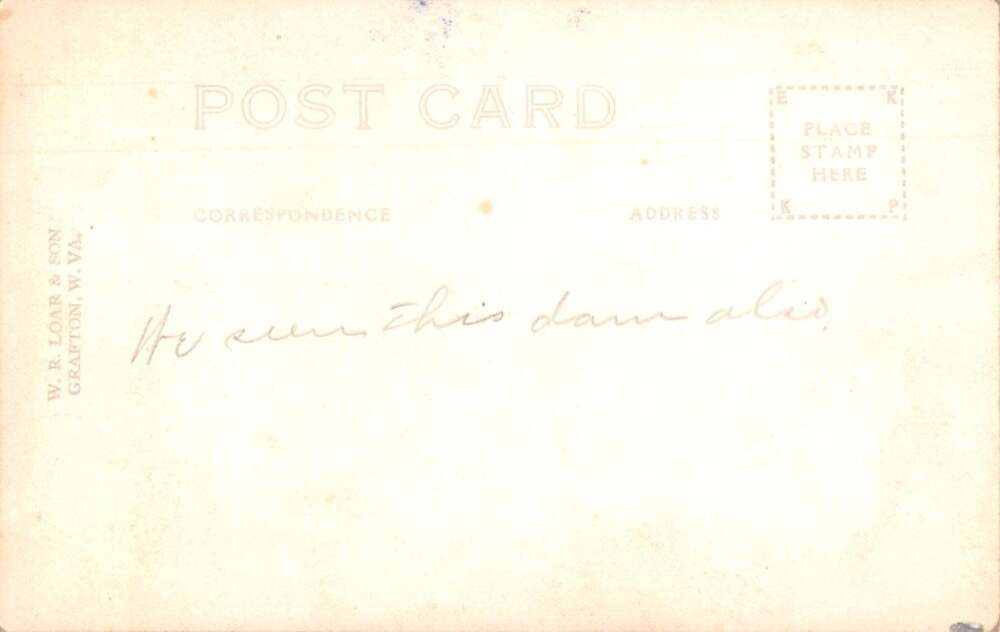 POST CARD
E K
PLACE
STAMP
HERE
K P
CORRESPONDENCE
ADDRESS
W. R. LOAR & SON
GRAFTON, W. VA.
We seen this dam also.